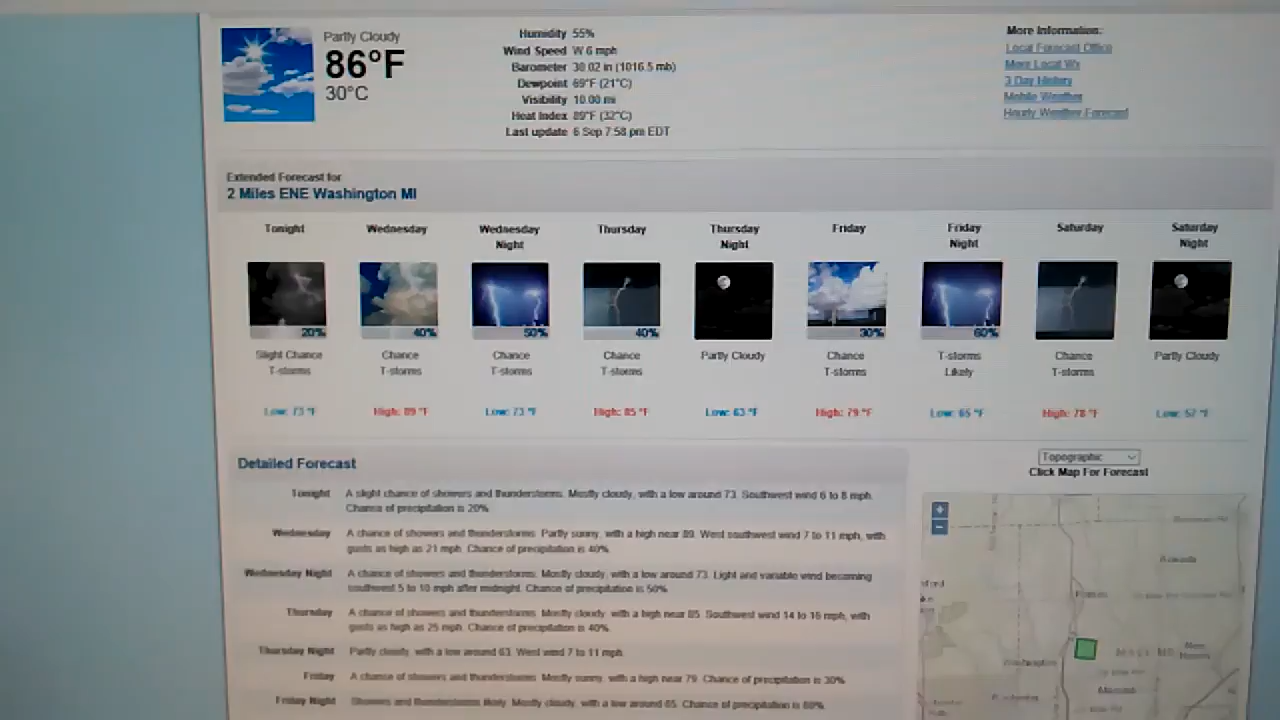 Partly Cloudy
86°F
30°C
Humidity 55%
Wind Speed W 6 mph
Barometer 30.02 in (1016.5 mb)
Dewpoint 69°F (21°C)
Visibility 10.00 mi
Heat Index 89°F (32°C)
Last update 6 Sep 7:58 pm EDT
More Information:
Local Forecast Office
More Local Wx
3 Day History
Mobile Weather
Hourly Weather Forecast
Extended Forecast for
2 Miles ENE Washington MI
Tonight
20%
Slight Chance
T-storms
Low: 73 °F
Wednesday
40%
Chance
T-storms
High: 89 °F
Wednesday
Night
50%
Chance
T-storms
Low: 73 °F
Thursday
40%
Chance
T-storms
High: 85 °F
Thursday
Night
Partly Cloudy
Low: 63 °F
Friday
30%
Chance
T-storms
High: 79 °F
Friday
Night
60%
T-storms
Likely
Low: 65 °F
Saturday
Chance
T-storms
High: 78 °F
Saturday
Night
Partly Cloudy
Low: 57 °F
Detailed Forecast
Tonight
A slight chance of showers and thunderstorms. Mostly cloudy, with a low around 73. Southwest wind 6 to 8 mph.
Chance of precipitation is 20%.
Wednesday
A chance of showers and thunderstorms. Partly sunny, with a high near 89. West southwest wind 7 to 11 mph, with
gusts as high as 21 mph. Chance of precipitation is 40%.
Wednesday Night
A chance of showers and thunderstorms. Mostly cloudy, with a low around 73. Light and variable wind becoming
southwest 5 to 10 mph after midnight. Chance of precipitation is 50%.
Thursday
A chance of showers and thunderstorms. Mostly cloudy, with a high near 85. Southwest wind 14 to 16 mph, with
gusts as high as 25 mph. Chance of precipitation is 40%.
Thursday Night
Partly cloudy, with a low around 63. West wind 7 to 11 mph.
Friday
A chance of showers and thunderstorms. Mostly sunny, with a high near 79. Chance of precipitation is 30%.
Friday Night
Showers and thunderstorms likely. Mostly cloudy, with a low around 65. Chance of precipitation is 60%.
Topographic
Click Map For Forecast
+
−
Romeo
Washington